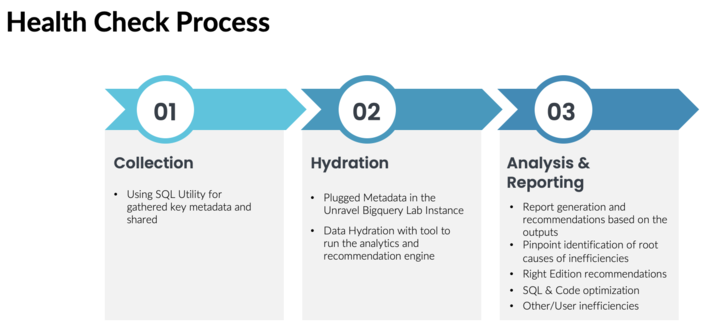 Health Check Process
01
Collection
• Using SQL Utility for
gathered key metadata and
shared
02
Hydration
• Plugged Metadata in the
Unravel Bigquery Lab Instance
• Data Hydration with tool to
run the analytics and
recommendation engine
03
Analysis &
Reporting
• Report generation and
recommendations based on the
outputs
• Pinpoint identification of root
causes of inefficiencies
• Right Edition recommendations
• SQL & Code optimization
• Other/User inefficiencies